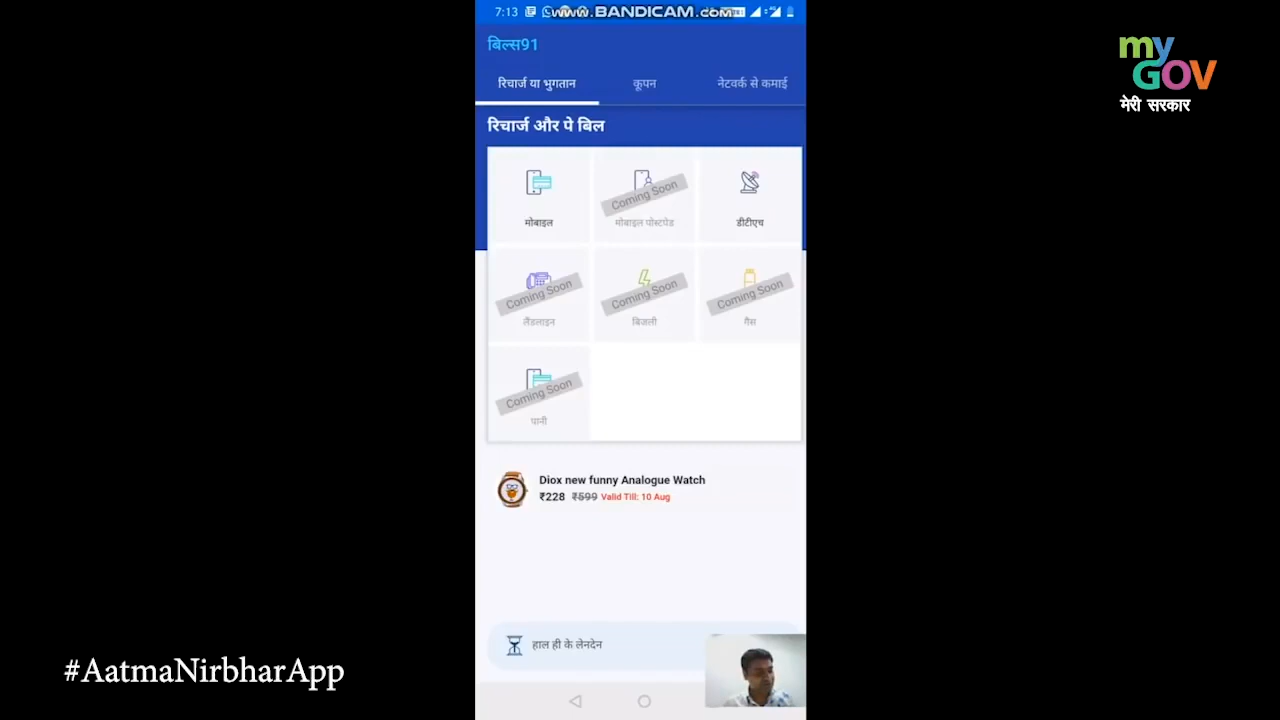 7:13
www.BANDICAM.com
my
GOV
मेरी सरकार
बिल्स91
रिचार्ज या भुगतान
कूपन
नेटवर्क से कमाई
रिचार्ज और पे बिल
मोबाइल
Coming Soon
मोबाइल पोस्टपेड
डीटीएच
Coming Soon
लैंडलाइन
Coming Soon
बिजली
Coming Soon
गैस
Coming Soon
पानी
Diox new funny Analogue Watch
₹228 ₹599 Valid Till: 10 Aug
हाल ही के लेनदेन
#AatmaNirbharApp